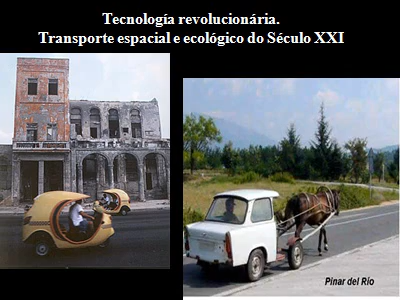 Tecnología revolucionária.
Transporte espacial e ecológico do Século XXI
Pinar del Río